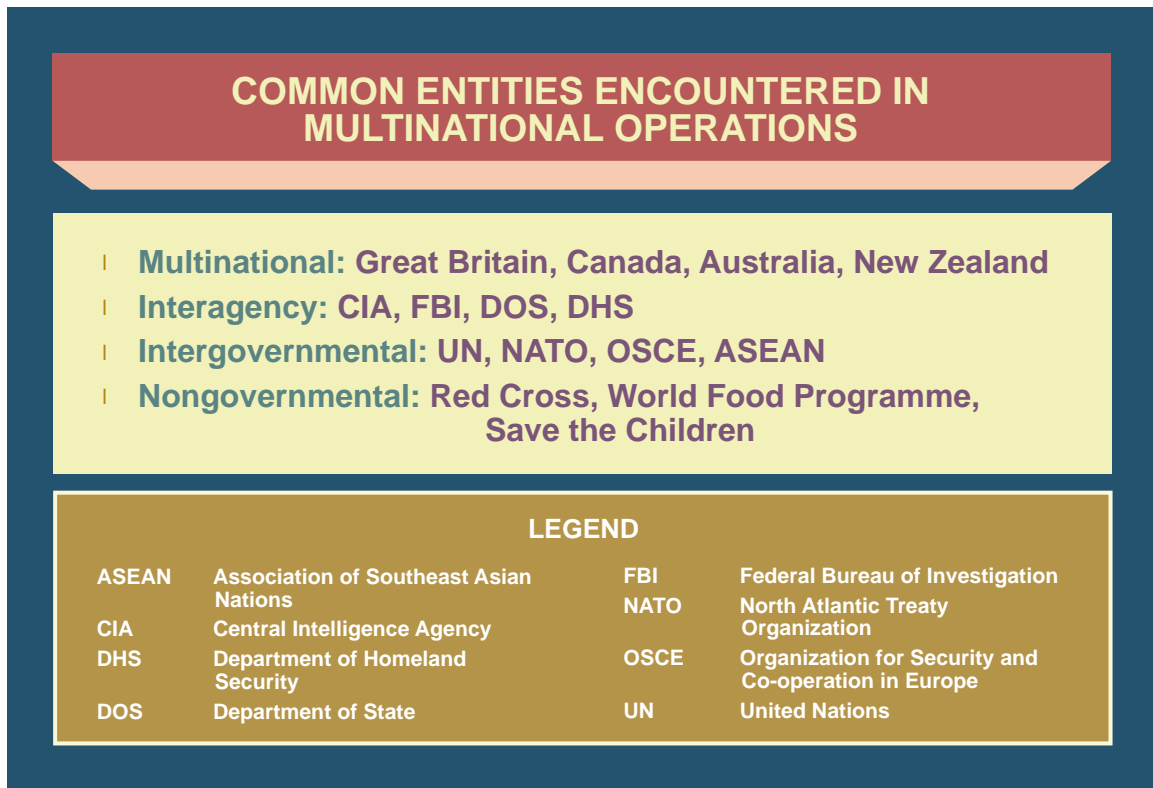 COMMON ENTITIES ENCOUNTERED IN
MULTINATIONAL OPERATIONS
l Multinational: Great Britain, Canada, Australia, New Zealand
l Interagency: CIA, FBI, DOS, DHS
l Intergovernmental: UN, NATO, OSCE, ASEAN
l Nongovernmental: Red Cross, World Food Programme,
Save the Children
LEGEND
ASEAN Association of Southeast Asian
Nations
CIA Central Intelligence Agency
DHS Department of Homeland
Security
DOS Department of State
FBI Federal Bureau of Investigation
NATO North Atlantic Treaty
Organization
OSCE Organization for Security and
Co-operation in Europe
UN United Nations